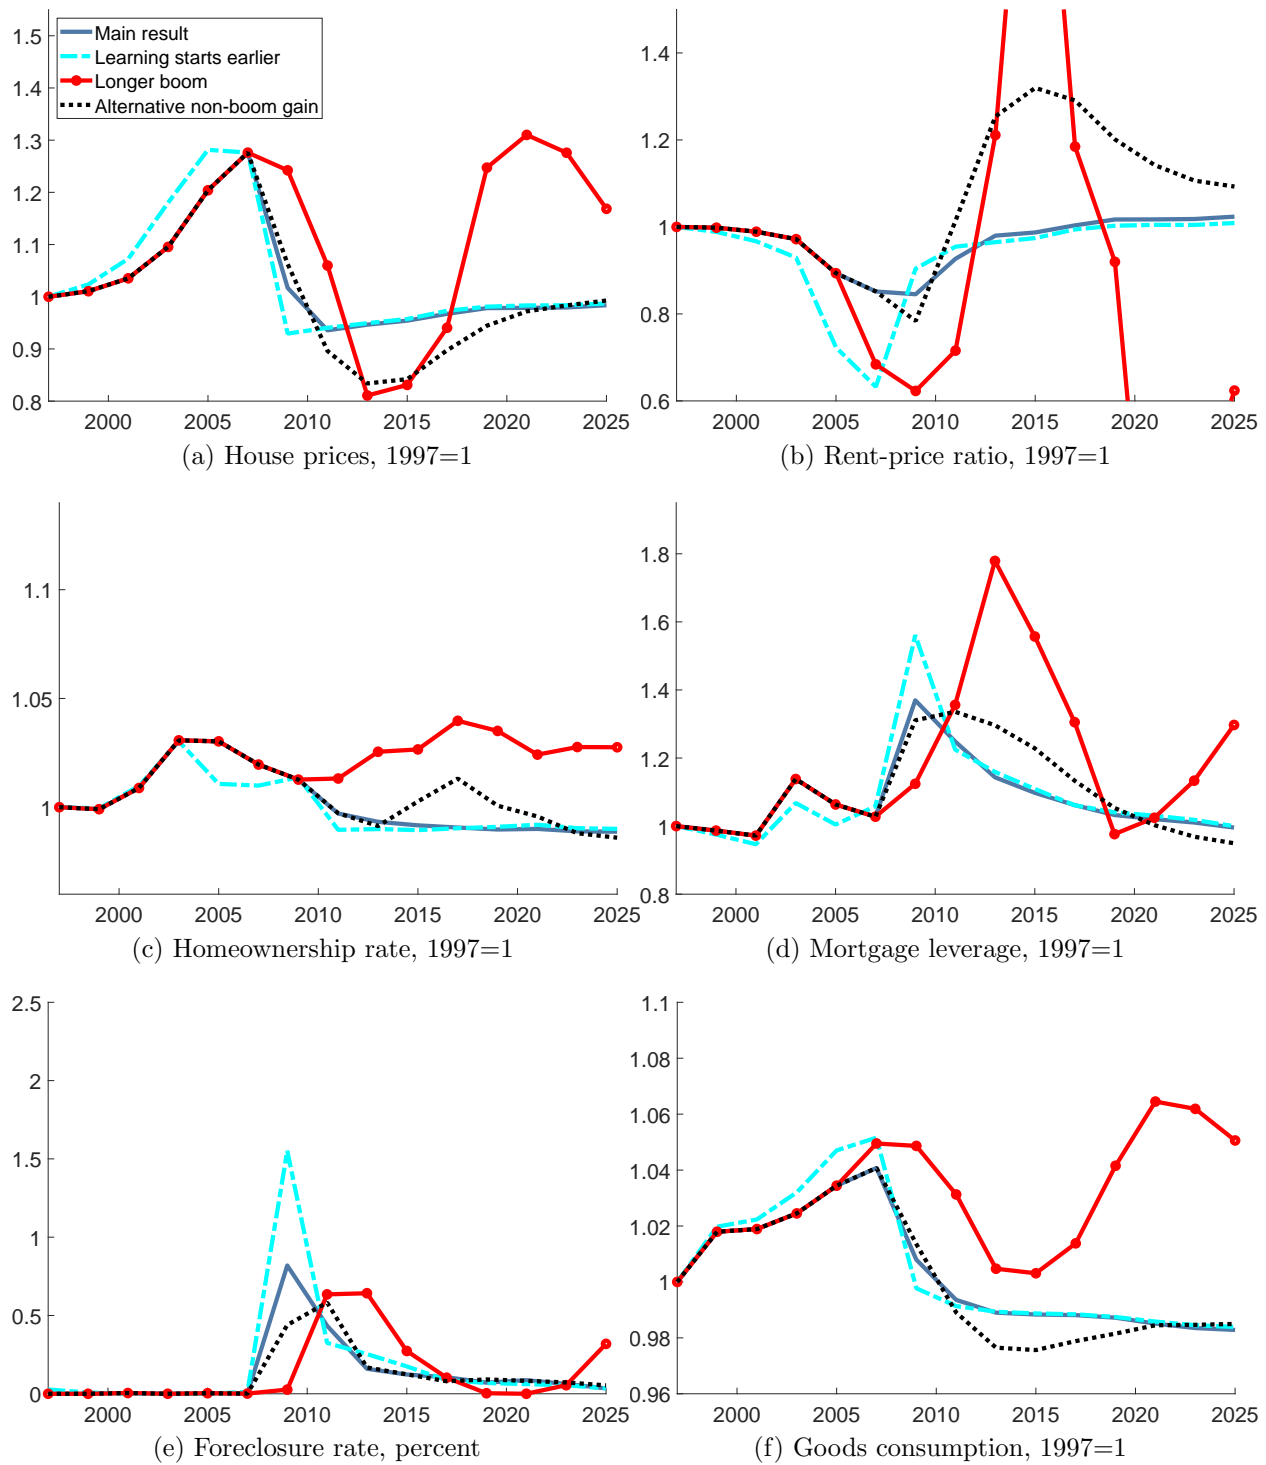 Main result
Learning starts earlier
Longer boom
Alternative non-boom gain
1.5
1.4
1.3
1.2
1.1
1
0.9
0.8
2000 2005 2010 2015 2020 2025
(a) House prices, 1997=1
1.4
1.2
1
0.8
0.6
2000 2005 2010 2015 2020 2025
(b) Rent-price ratio, 1997=1
1.1
1.05
1
2000 2005 2010 2015 2020 2025
(c) Homeownership rate, 1997=1
1.8
1.6
1.4
1.2
1
0.8
2000 2005 2010 2015 2020 2025
(d) Mortgage leverage, 1997=1
2.5
2
1.5
1
0.5
0
2000 2005 2010 2015 2020 2025
(e) Foreclosure rate, percent
1.1
1.08
1.06
1.04
1.02
1
0.98
0.96
2000 2005 2010 2015 2020 2025
(f) Goods consumption, 1997=1